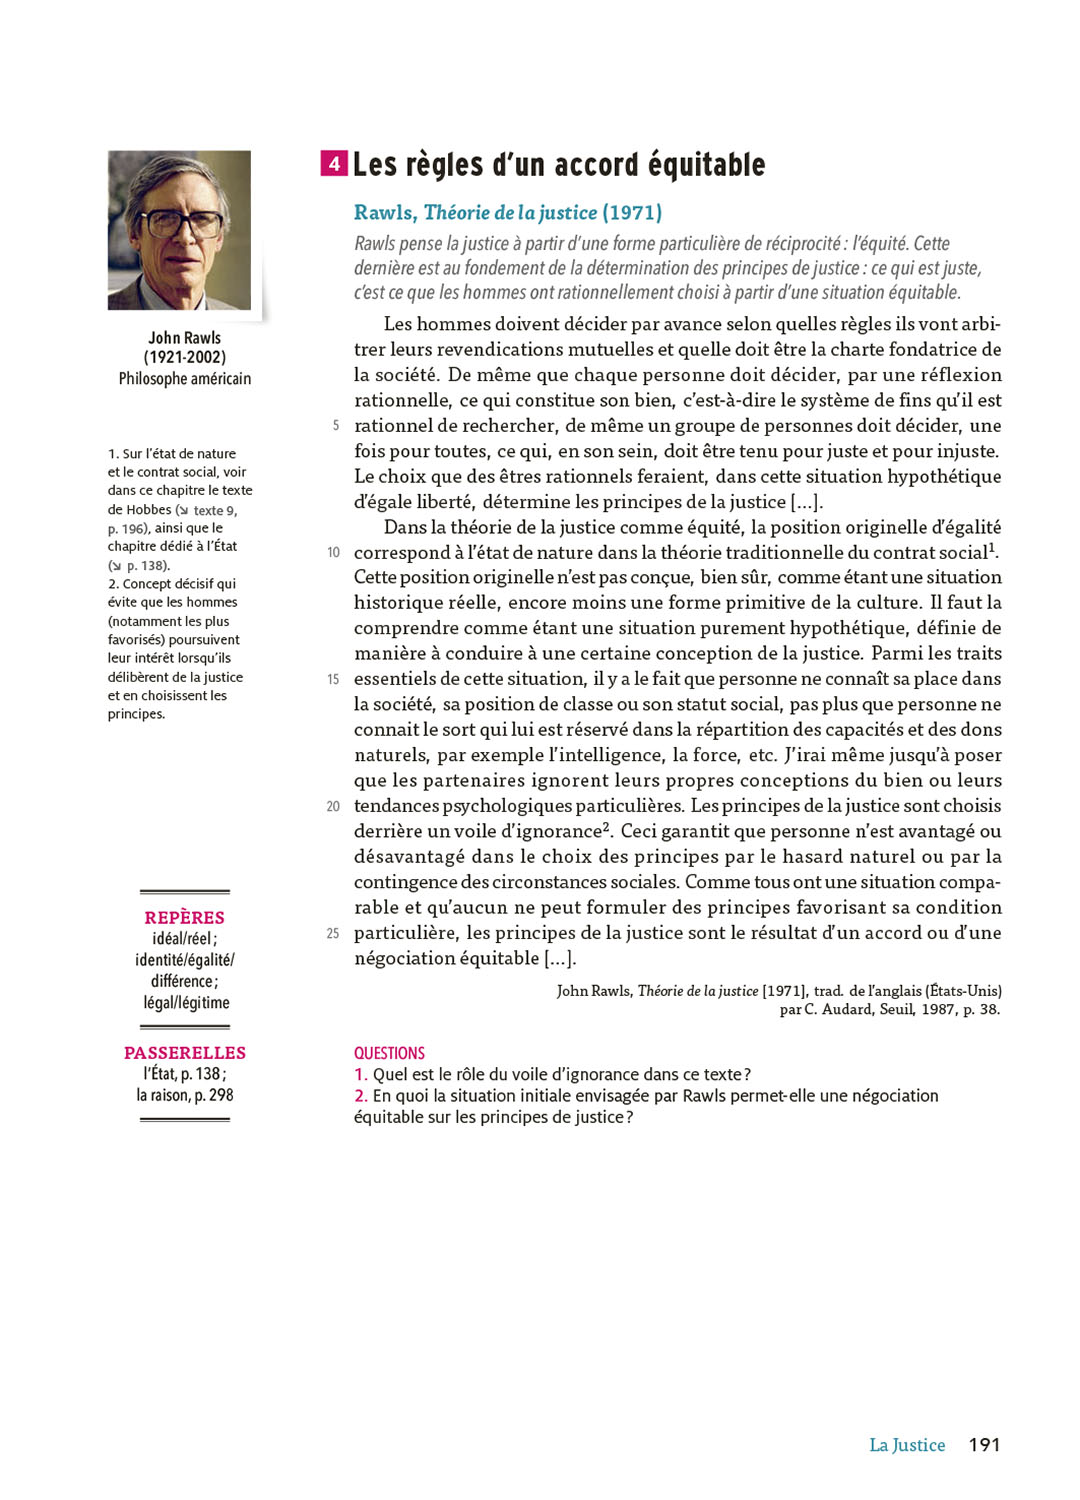 4 Les règles d'un accord équitable
Rawls, Théorie de la justice (1971)
Rawls pense la justice à partir d'une forme particulière de réciprocité : l'équité. Cette
dernière est au fondement de la détermination des principes de justice : ce qui est juste,
c'est ce que les hommes ont rationnellement choisi à partir d'une situation équitable.
John Rawls
(1921-2002)
Philosophe américain
Les hommes doivent décider par avance selon quelles règles ils vont arbi-
trer leurs revendications mutuelles et quelle doit être la charte fondatrice de
la société. De même que chaque personne doit décider, par une réflexion
rationnelle, ce qui constitue son bien, c'est-à-dire le système de fins qu'il est
5 rationnel de rechercher, de même un groupe de personnes doit décider, une
fois pour toutes, ce qui, en son sein, doit être tenu pour juste et pour injuste.
Le choix que des êtres rationnels feraient, dans cette situation hypothétique
d'égale liberté, détermine les principes de la justice [...].
Dans la théorie de la justice comme équité, la position originelle d'égalité
10 correspond à l'état de nature dans la théorie traditionnelle du contrat social¹.
Cette position originelle n'est pas conçue, bien sûr, comme étant une situation
historique réelle, encore moins une forme primitive de la culture. Il faut la
comprendre comme étant une situation purement hypothétique, définie de
manière à conduire à une certaine conception de la justice. Parmi les traits
15 essentiels de cette situation, il y a le fait que personne ne connaît sa place dans
la société, sa position de classe ou son statut social, pas plus que personne ne
connait le sort qui lui est réservé dans la répartition des capacités et des dons
naturels, par exemple l'intelligence, la force, etc. J'irai même jusqu'à poser
que les partenaires ignorent leurs propres conceptions du bien ou leurs
20 tendances psychologiques particulières. Les principes de la justice sont choisis
derrière un voile d'ignorance². Ceci garantit que personne n'est avantagé ou
désavantagé dans le choix des principes par le hasard naturel ou par la
contingence des circonstances sociales. Comme tous ont une situation compa-
rable et qu'aucun ne peut formuler des principes favorisant sa condition
25 particulière, les principes de la justice sont le résultat d'un accord ou d'une
négociation équitable [...].
John Rawls, Théorie de la justice [1971], trad. de l'anglais (États-Unis)
par C. Audard, Seuil, 1987, p. 38.
1. Sur l'état de nature
et le contrat social, voir
dans ce chapitre le texte
de Hobbes (↘ texte 9,
p. 196), ainsi que le
chapitre dédié à l'État
(↘ p. 138).
2. Concept décisif qui
évite que les hommes
(notamment les plus
favorisés) poursuivent
leur intérêt lorsqu'ils
délibèrent de la justice
et en choisissent les
principes.
REPÈRES
idéal/réel ;
identité/égalité/
différence ;
légal/légitime
PASSERELLES
l'État, p. 138 ;
la raison, p. 298
QUESTIONS
1. Quel est le rôle du voile d'ignorance dans ce texte ?
2. En quoi la situation initiale envisagée par Rawls permet-elle une négociation
équitable sur les principes de justice ?
La Justice 191